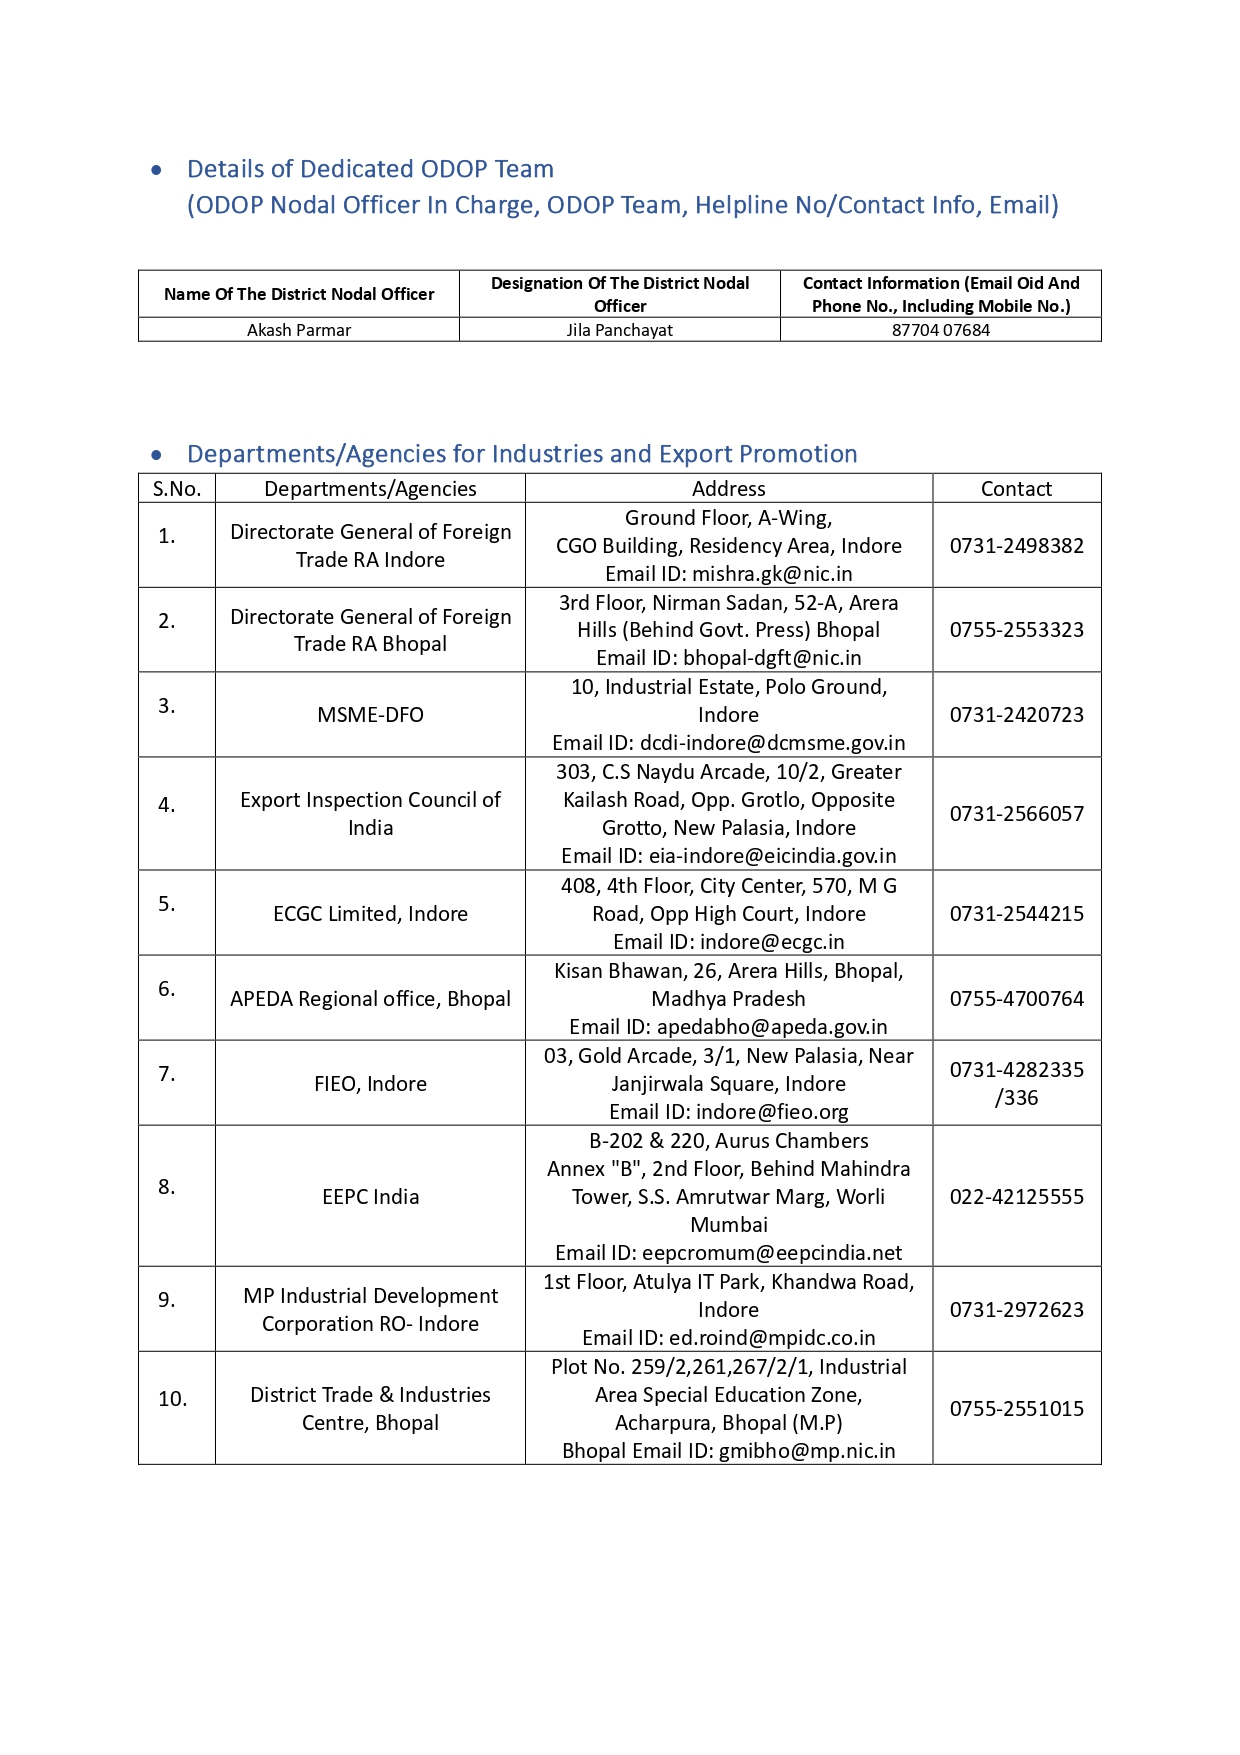 • Details of Dedicated ODOP Team
(ODOP Nodal Officer In Charge, ODOP Team, Helpline No/Contact Info, Email)
Name Of The District Nodal Officer
Designation Of The District Nodal
Officer
Contact Information (Email Oid And
Phone No., Including Mobile No.)
Akash Parmar
Jila Panchayat
87704 07684
• Departments/Agencies for Industries and Export Promotion
S.No.
Departments/Agencies
Address
Contact
1.
Directorate General of Foreign
Trade RA Indore
Ground Floor, A-Wing,
CGO Building, Residency Area, Indore
Email ID: mishra.gk@nic.in
0731-2498382
2.
Directorate General of Foreign
Trade RA Bhopal
3rd Floor, Nirman Sadan, 52-A, Arera
Hills (Behind Govt. Press) Bhopal
Email ID: bhopal-dgft@nic.in
0755-2553323
3.
MSME-DFO
10, Industrial Estate, Polo Ground,
Indore
Email ID: dcdi-indore@dcmsme.gov.in
0731-2420723
4.
Export Inspection Council of
India
303, C.S Naydu Arcade, 10/2, Greater
Kailash Road, Opp. Grotlo, Opposite
Grotto, New Palasia, Indore
Email ID: eia-indore@eicindia.gov.in
0731-2566057
5.
ECGC Limited, Indore
408, 4th Floor, City Center, 570, M G
Road, Opp High Court, Indore
Email ID: indore@ecgc.in
0731-2544215
6.
APEDA Regional office, Bhopal
Kisan Bhawan, 26, Arera Hills, Bhopal,
Madhya Pradesh
Email ID: apedabho@apeda.gov.in
0755-4700764
7.
FIEO, Indore
03, Gold Arcade, 3/1, New Palasia, Near
Janjirwala Square, Indore
Email ID: indore@fieo.org
0731-4282335
/336
8.
EEPC India
B-202 & 220, Aurus Chambers
Annex "B", 2nd Floor, Behind Mahindra
Tower, S.S. Amrutwar Marg, Worli
Mumbai
Email ID: eepcromum@eepcindia.net
022-42125555
9.
MP Industrial Development
Corporation RO- Indore
1st Floor, Atulya IT Park, Khandwa Road,
Indore
Email ID: ed.roind@mpidc.co.in
0731-2972623
10.
District Trade & Industries
Centre, Bhopal
Plot No. 259/2,261,267/2/1, Industrial
Area Special Education Zone,
Acharpura, Bhopal (M.P)
Bhopal Email ID: gmibho@mp.nic.in
0755-2551015